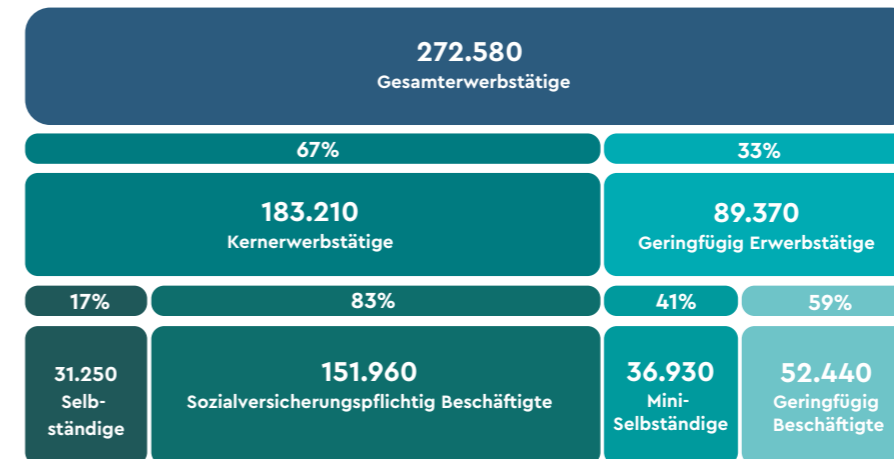 272.580
Gesamterwerbstätige
67%
33%
183.210
Kernerwerbstätige
89.370
Geringfügig Erwerbstätige
17%
83%
41%
59%
31.250
Selb-
ständige
151.960
Sozialversicherungspflichtig Beschäftigte
36.930
Mini-
Selbständige
52.440
Geringfügig
Beschäftigte